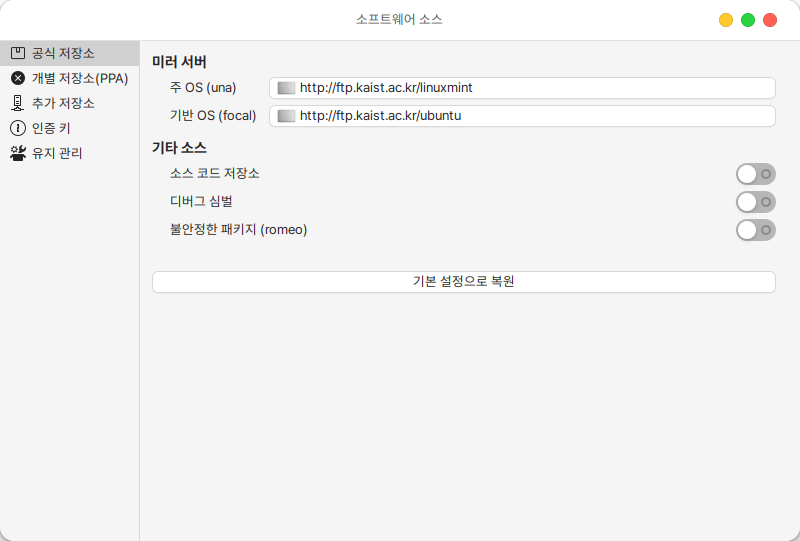 소프트웨어 소스
공식 저장소
개별 저장소(PPA)
추가 저장소
인증 키
유지 관리
미러 서버
주 OS (una) http://ftp.kaist.ac.kr/linuxmint
기반 OS (focal) http://ftp.kaist.ac.kr/ubuntu
기타 소스
소스 코드 저장소
디버그 심벌
불안정한 패키지 (romeo)
기본 설정으로 복원